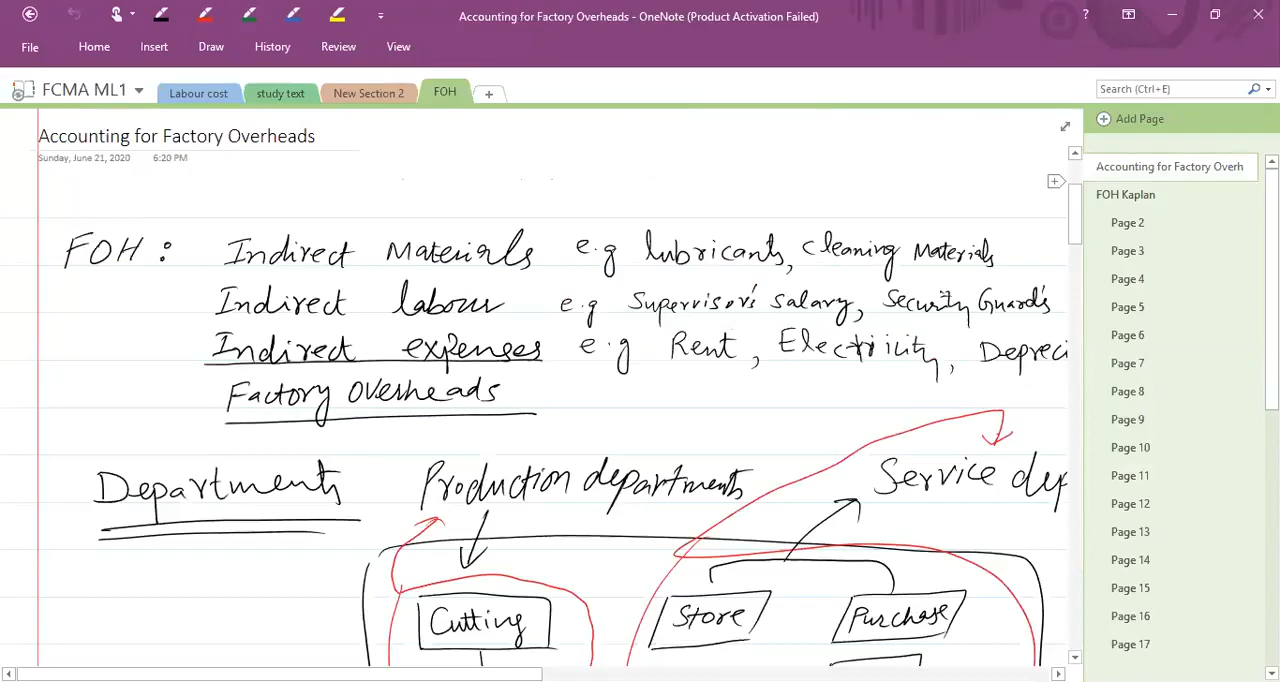 Accounting for Factory Overheads - OneNote (Product Activation Failed)
?
File Home Insert Draw History Review View
FCMA ML1 Labour cost study text New Section 2 FOH
Search (Ctrl+E)
Add Page
Accounting for Factory Overheads
Sunday, June 21, 2020 6:20 PM
FOH : Indirect Materials e.g lubricants, cleaning Materials
Indirect labour e.g Supervisor's salary, Security Guard's
Indirect expenses e.g Rent, Electricity, Depreci
Factory Overheads
Departments Production departments Service dep
Cutting Store Purchase
Accounting for Factory Overh
FOH Kaplan
Page 2
Page 3
Page 4
Page 5
Page 6
Page 7
Page 8
Page 9
Page 10
Page 11
Page 12
Page 13
Page 14
Page 15
Page 16
Page 17